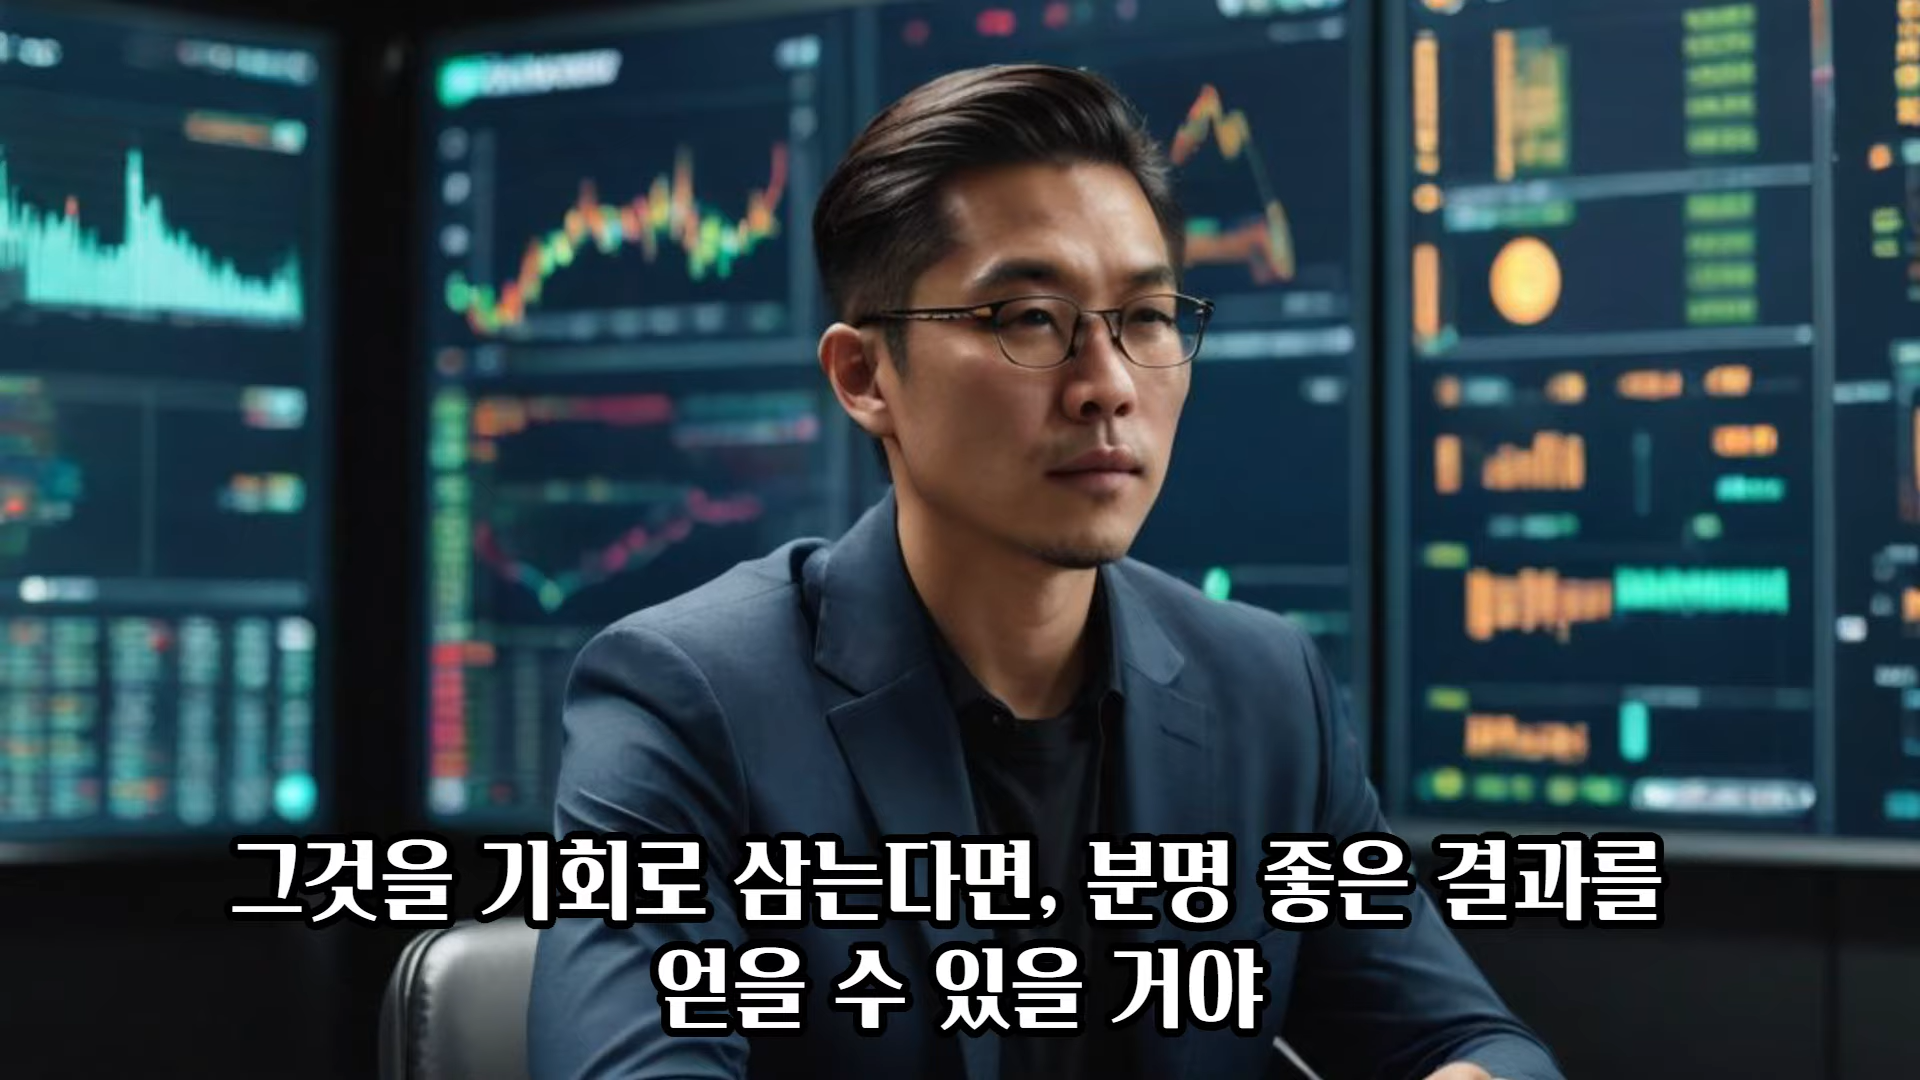 그것을 기회로 삼는다면, 분명 좋은 결과를
얻을 수 있을 거야